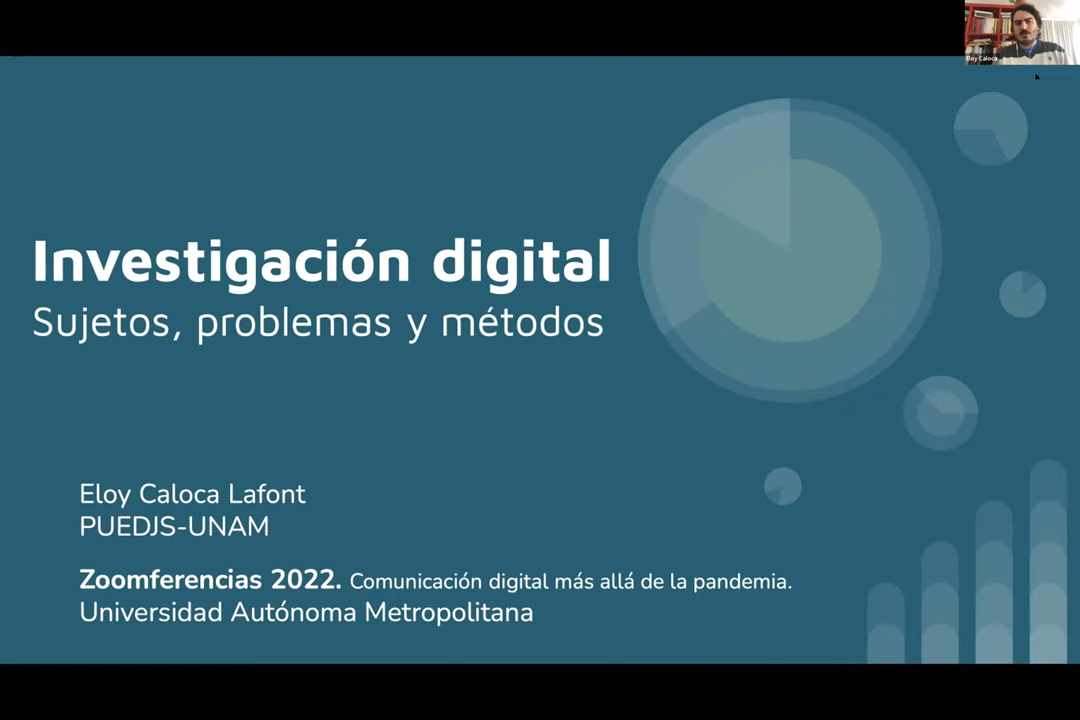 Eloy Caloca
Investigación digital
Sujetos, problemas y métodos
Eloy Caloca Lafont
PUEDJS-UNAM
Zoomferencias 2022. Comunicación digital más allá de la pandemia.
Universidad Autónoma Metropolitana